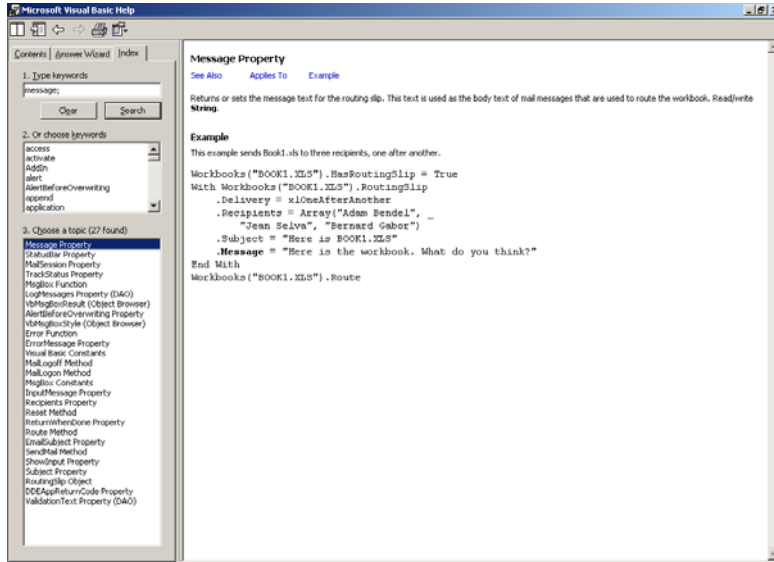 Microsoft Visual Basic Help
Contents Answer Wizard Index
1. Type keywords
message;
Clear Search
2. Or choose keywords
access
activate
AddIn
alert
AlertBeforeOverwriting
append
application
3. Choose a topic (27 found)
Message Property
StatusBar Property
MailSession Property
TrackStatus Property
MsgBox Function
LogMessages Property (DAO)
VbMsgBoxResult (Object Browser)
AlertBeforeOverwriting Property
VbMsgBoxStyle (Object Browser)
Error Function
ErrorMessage Property
Visual Basic Constants
MailLogoff Method
MailLogon Method
MsgBox Constants
InputMessage Property
Recipients Property
Reset Method
ReturnWhenDone Property
Route Method
EmailSubject Property
SendMail Method
ShowInput Property
Subject Property
RoutingSlip Object
DDEAppReturnCode Property
ValidationText Property (DAO)
Message Property
See Also Applies To Example
Returns or sets the message text for the routing slip. This text is used as the body text of mail messages that are used to route the workbook. Read/write
String.
Example
This example sends Book1.xls to three recipients, one after another.
Workbooks("BOOK1.XLS").HasRoutingSlip = True
With Workbooks("BOOK1.XLS").RoutingSlip
.Delivery = xlOneAfterAnother
.Recipients = Array("Adam Bendel", _
"Jean Selva", "Bernard Gabor")
.Subject = "Here is BOOK1.XLS"
.Message = "Here is the workbook. What do you think?"
End With
Workbooks("BOOK1.XLS").Route